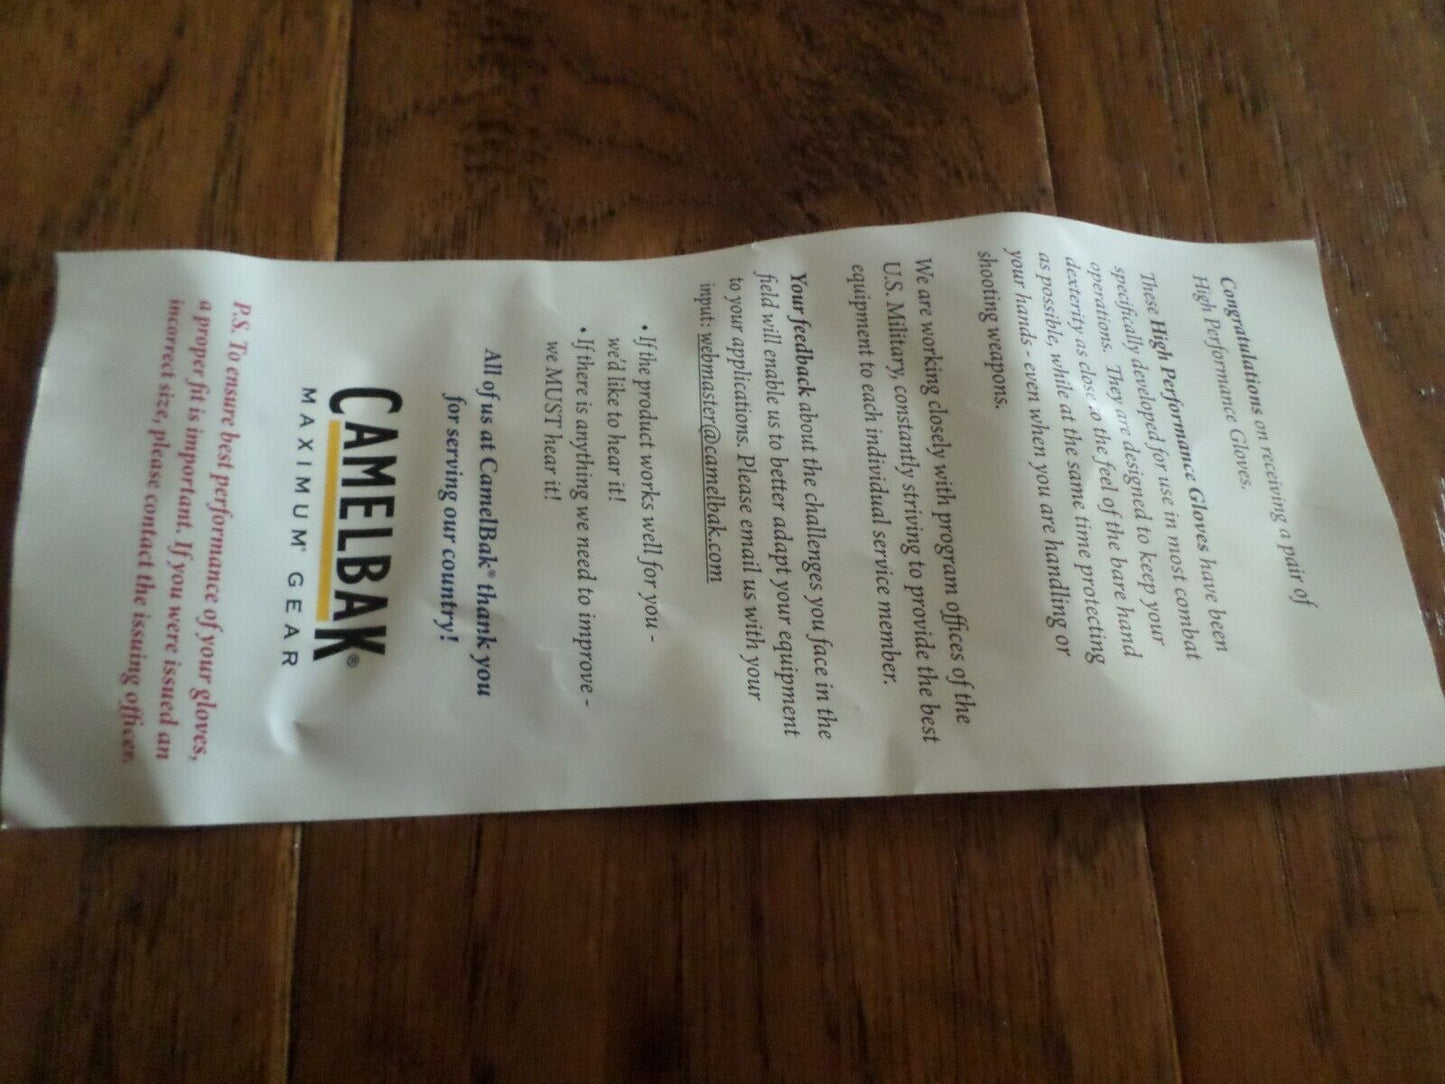 Congratulations on receiving a pair of
High Performance Gloves.
These High Performance Gloves have been
specifically developed for use in most combat
operations. They are designed to keep your
dexterity as close to the feel of the bare hand
as possible, while at the same time protecting
your hands - even when you are handling or
shooting weapons.
We are working closely with program offices of the
U.S. Military, constantly striving to provide the best
equipment to each individual service member.
Your feedback about the challenges you face in the
field will enable us to better adapt your equipment
to your applications. Please email us with your
input: webmaster@camelbak.com
• If the product works well for you -
we'd like to hear it!
• If there is anything we need to improve -
we MUST hear it!
All of us at CamelBak® thank you
for serving our country!
CAMELBAK®
MAXIMUM® GEAR
P.S. To ensure best performance of your gloves,
a proper fit is important. If you were issued an
incorrect size, please contact the issuing officer.